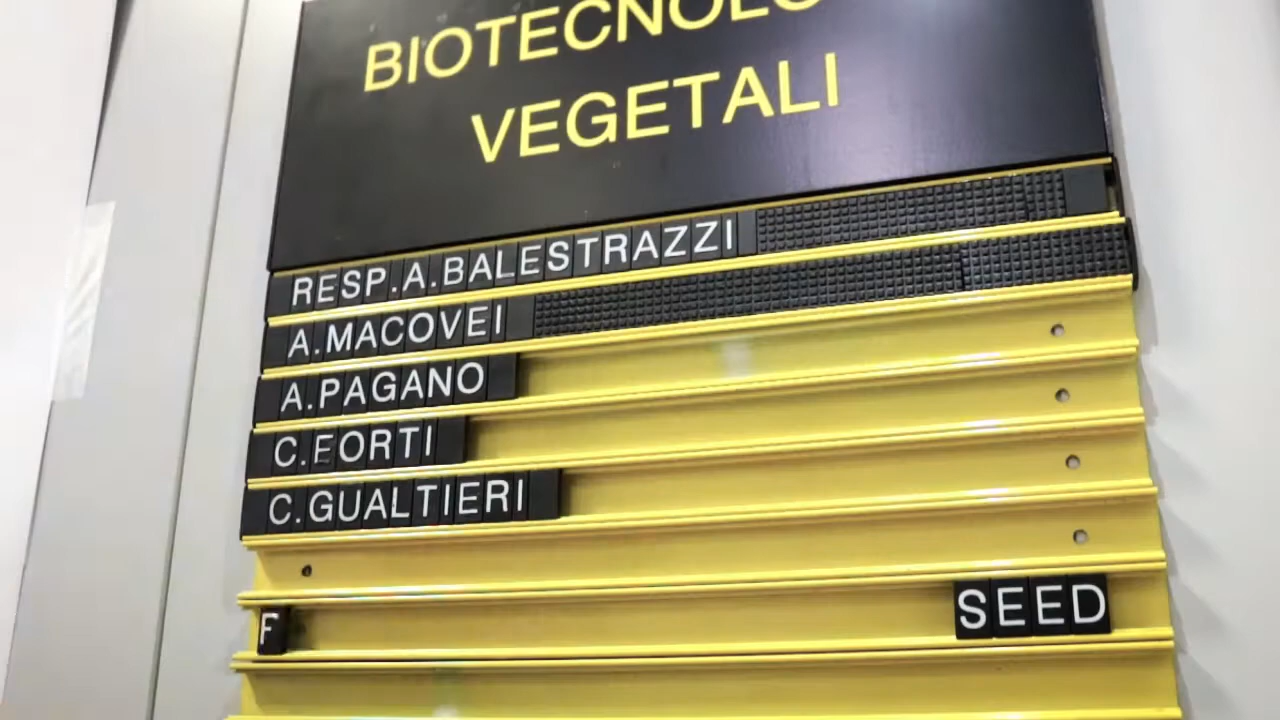 BIOTECNOLO
VEGETALI
RESP.A.BALESTRAZZI
A.MACOVEI
A.PAGANO
C.FORTI
C.GUALTIERI
F SEED